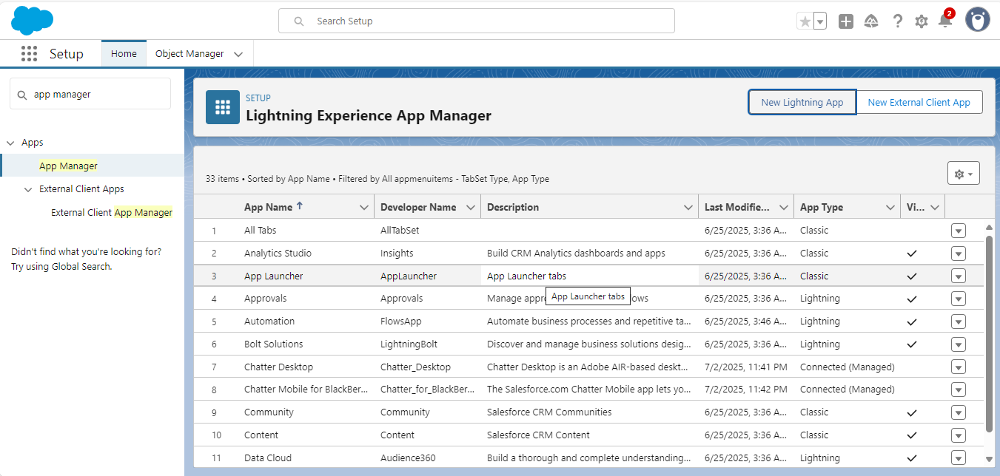 Search Setup
2
Setup
Home
Object Manager
app manager
Apps
App Manager
External Client Apps
External Client App Manager
Didn't find what you're looking for?
Try using Global Search.
SETUP
Lightning Experience App Manager
New Lightning App
New External Client App
33 items • Sorted by App Name • Filtered by All appmenuitems - TabSet Type, App Type
App Name ↑ Developer Name Description Last Modifie... App Type Vi...
1 All Tabs AllTabSet 6/25/2025, 3:36 A... Classic
2 Analytics Studio Insights Build CRM Analytics dashboards and apps 6/25/2025, 3:36 A... Classic
3 App Launcher AppLauncher App Launcher tabs 6/25/2025, 3:36 A... Classic
App Launcher tabs
4 Approvals Approvals Manage 6/25/2025, 3:36 A... Lightning
5 Automation FlowsApp Automate business processes and repetitive ta... 6/25/2025, 3:46 A... Lightning
6 Bolt Solutions LightningBolt Discover and manage business solutions desig... 6/25/2025, 3:36 A... Lightning
7 Chatter Desktop Chatter_Desktop Chatter Desktop is an Adobe AIR-based deskt... 7/2/2025, 11:41 PM Connected (Managed)
8 Chatter Mobile for BlackBer... Chatter_for_BlackBer... The Salesforce.com Chatter Mobile app lets yo... 7/2/2025, 11:42 PM Connected (Managed)
9 Community Community Salesforce CRM Communities 6/25/2025, 3:36 A... Classic
10 Content Content Salesforce CRM Content 6/25/2025, 3:36 A... Classic
11 Data Cloud Audience360 Build a thorough and complete understanding... 6/25/2025, 3:36 A... Lightning